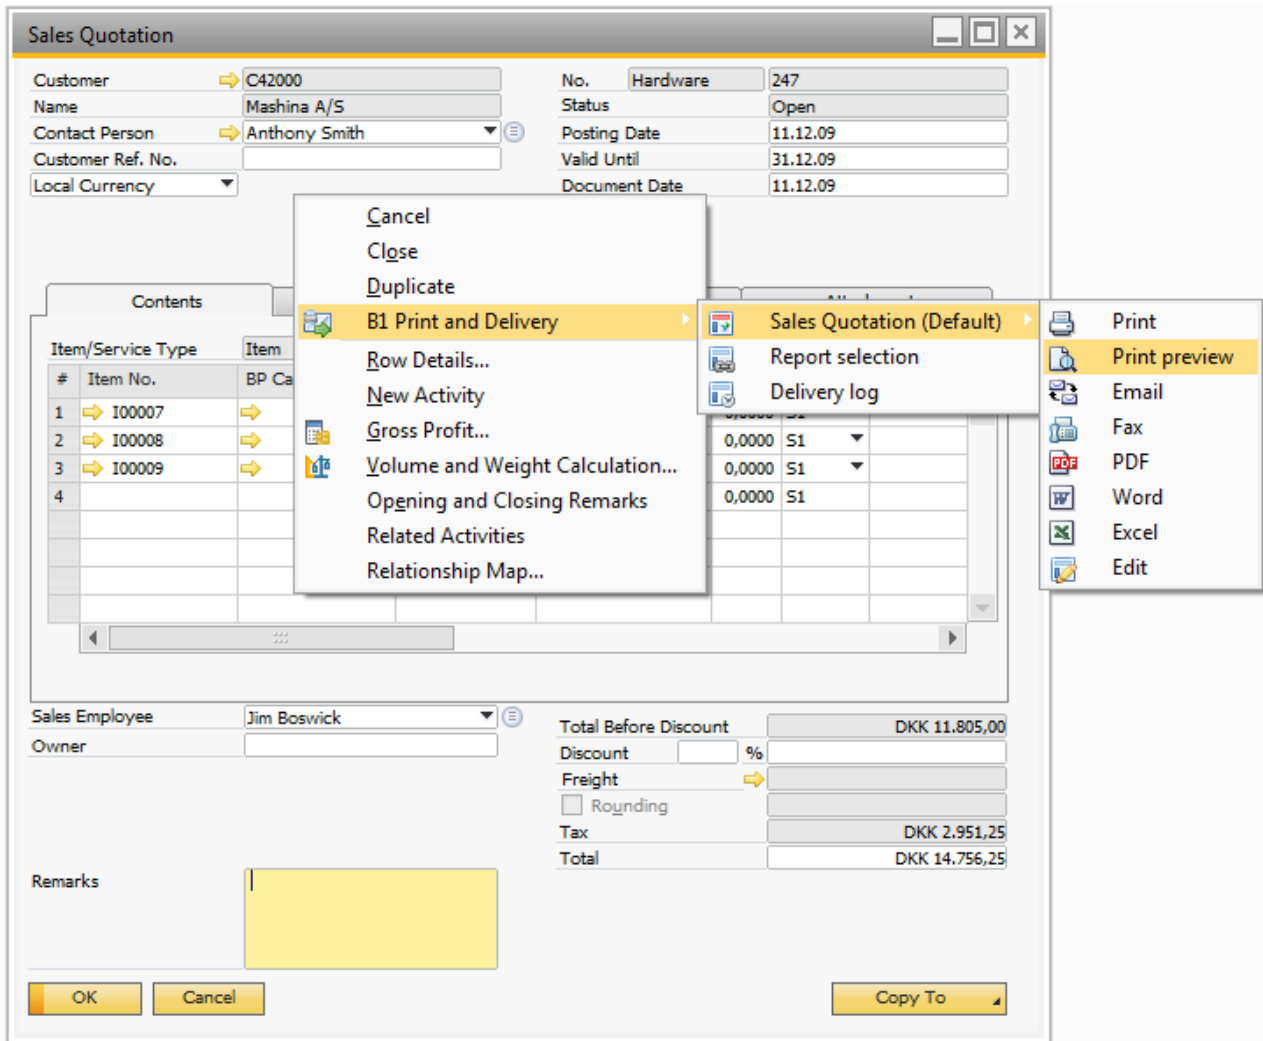 Sales Quotation
Customer C42000 No. Hardware 247
Name Mashina A/S Status Open
Contact Person Anthony Smith Posting Date 11.12.09
Customer Ref. No. Valid Until 31.12.09
Local Currency Document Date 11.12.09
Cancel
Close
Duplicate
B1 Print and Delivery
Row Details...
New Activity
Gross Profit...
Volume and Weight Calculation...
Opening and Closing Remarks
Related Activities
Relationship Map...
Sales Quotation (Default)
Report selection
Delivery log
Print
Print preview
Email
Fax
PDF
Word
Excel
Edit
Contents
Item/Service Type Item
# Item No. BP Ca
1 I00007
2 I00008 0,0000 S1
3 I00009 0,0000 S1
4 0,0000 S1
Sales Employee Jim Boswick
Owner
Total Before Discount DKK 11.805,00
Discount %
Freight
Rounding
Tax DKK 2.951,25
Total DKK 14.756,25
Remarks
OK Cancel Copy To